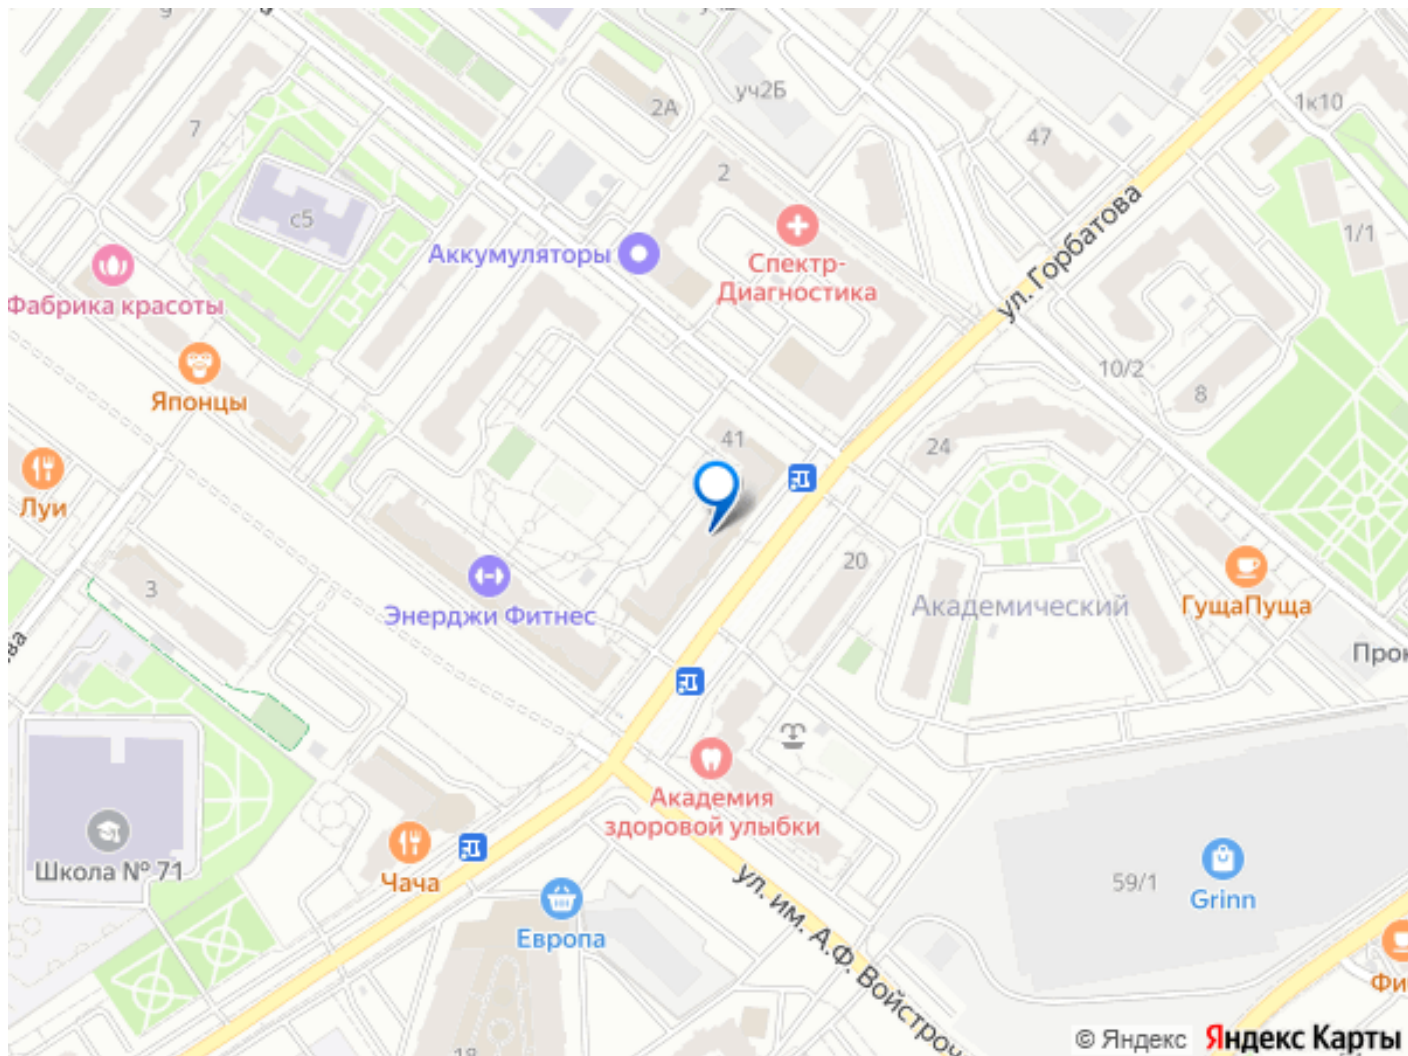 2А
уч2Б
1к10
47
7
2
с5
ул. Горбатова
1/1
Аккумуляторы
Спектр-
Диагностика
Фабрика красоты
Японцы
10/2
8
41
24
Луи
3
Энерджи Фитнес
20
Академический
ГущаПуща
Школа № 71
Академия
здоровой улыбки
Чача
59/1
Grinn
Европа
ул. им. А.Ф. Войстроч
18
© Яндекс
Яндекс Карты